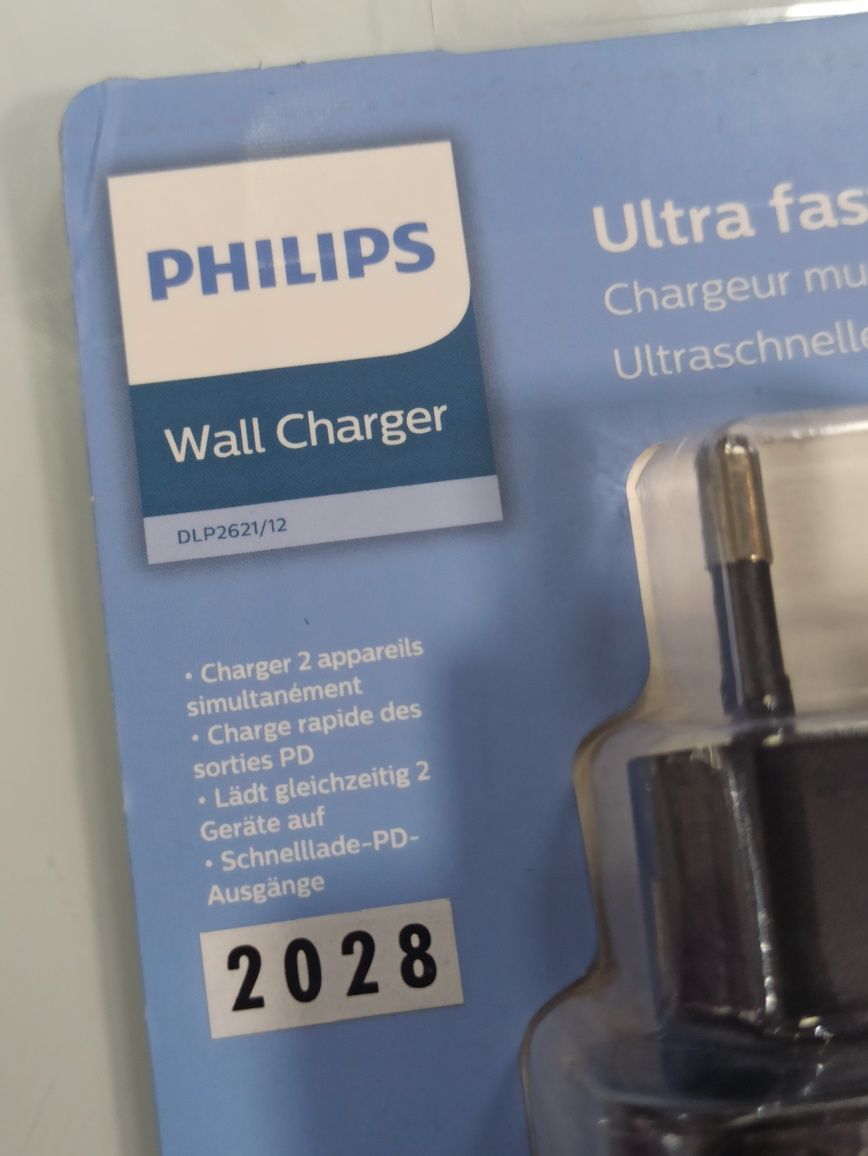 PHILIPS
Wall Charger
DLP2621/12
Ultra fas
Chargeur mu
Ultraschnelle
• Charger 2 appareils
simultanément
• Charge rapide des
sorties PD
• Lädt gleichzeitig 2
Geräte auf
• Schnelllade-PD-
Ausgänge
2028